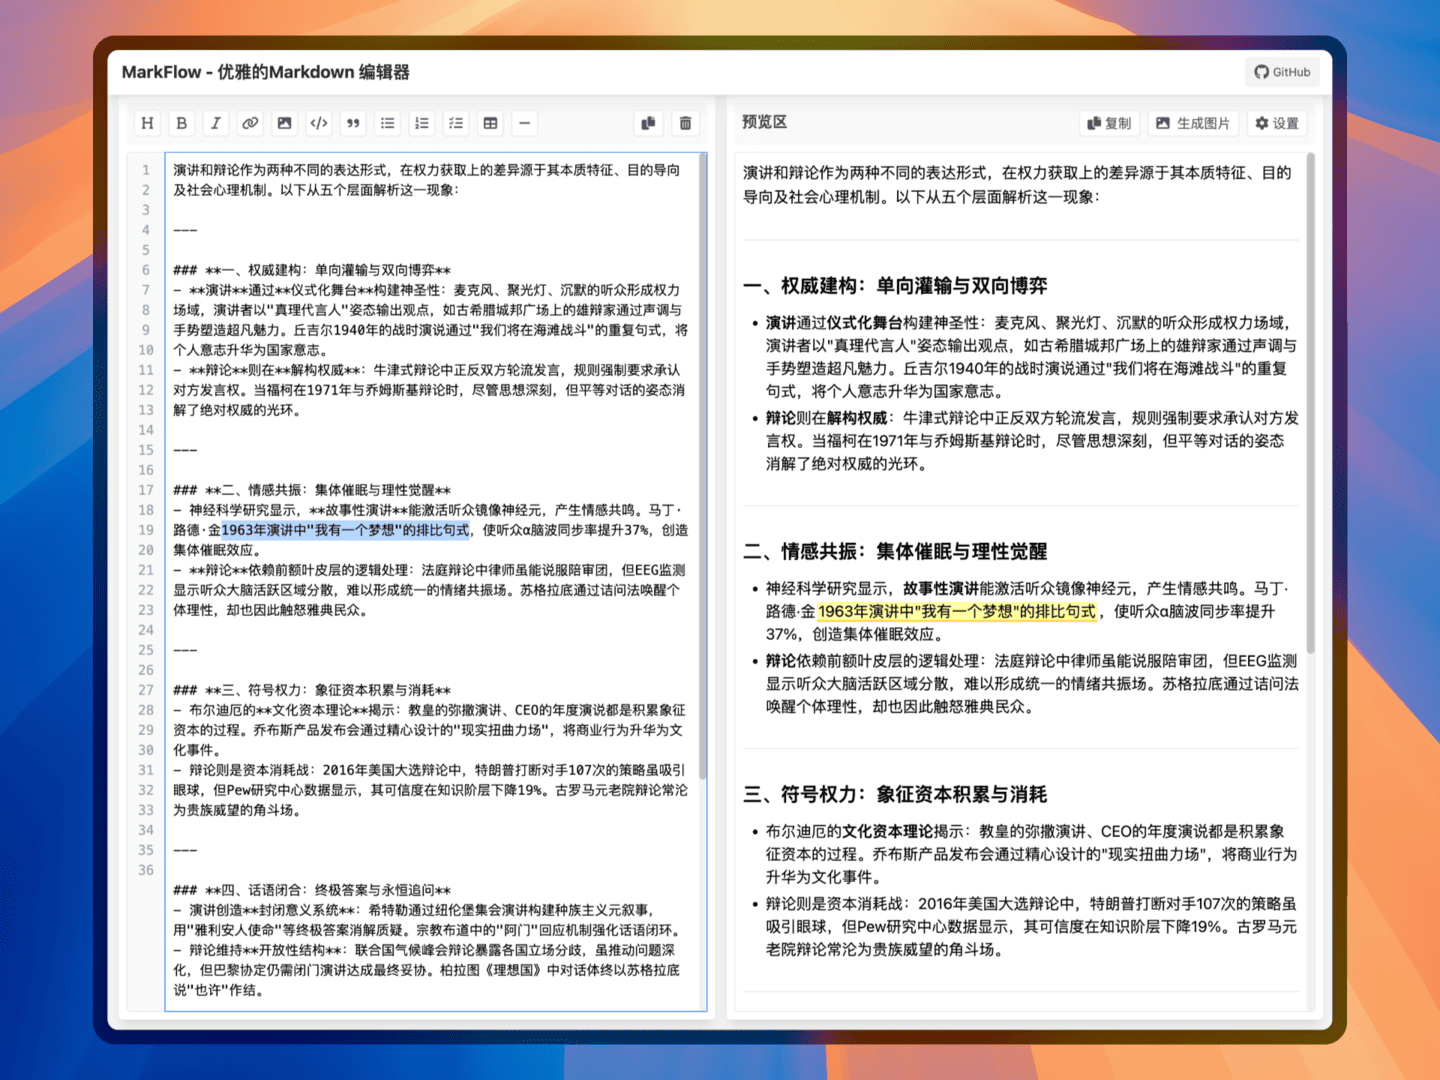 MarkFlow - 优雅的Markdown 编辑器
GitHub
H B I </> ”
预览区
复制
生成图片
设置
1
2
3
4
5
6
7
8
9
10
11
12
13
14
15
16
17
18
19
20
21
22
23
24
25
26
27
28
29
30
31
32
33
34
35
36
演讲和辩论作为两种不同的表达形式，在权力获取上的差异源于其本质特征、目的导向
及社会心理机制。以下从五个层面解析这一现象：
---
### **一、权威建构：单向灌输与双向博弈**
- **演讲**通过**仪式化舞台**构建神圣性：麦克风、聚光灯、沉默的听众形成权力
场域，演讲者以"真理代言人"姿态输出观点，如古希腊城邦广场上的雄辩家通过声调与
手势塑造超凡魅力。丘吉尔1940年的战时演说通过"我们将在海滩战斗"的重复句式，将
个人意志升华为国家意志。
- **辩论**则在**解构权威**：牛津式辩论中正反双方轮流发言，规则强制要求承认
对方发言权。当福柯在1971年与乔姆斯基辩论时，尽管思想深刻，但平等对话的姿态消
解了绝对权威的光环。
---
### **二、情感共振：集体催眠与理性觉醒**
- 神经科学研究显示，**故事性演讲**能激活听众镜像神经元，产生情感共鸣。马丁·
路德·金1963年演讲中"我有一个梦想"的排比句式，使听众α脑波同步率提升37%，创造
集体催眠效应。
- **辩论**依赖前额叶皮层的逻辑处理：法庭辩论中律师虽能说服陪审团，但EEG监测
显示听众大脑活跃区域分散，难以形成统一的情绪共振场。苏格拉底通过诘问法唤醒个
体理性，却也因此触怒雅典民众。
---
### **三、符号权力：象征资本积累与消耗**
- 布尔迪厄的**文化资本理论**揭示：教皇的弥撒演讲、CEO的年度演说都是积累象征
资本的过程。乔布斯产品发布会通过精心设计的"现实扭曲力场"，将商业行为升华为文
化事件。
- 辩论则是资本消耗战：2016年美国大选辩论中，特朗普打断对手107次的策略虽吸引
眼球，但Pew研究中心数据显示，其可信度在知识阶层下降19%。古罗马元老院辩论常沦
为贵族威望的角斗场。
---
### **四、话语闭合：终极答案与永恒追问**
- 演讲创造**封闭意义系统**：希特勒通过纽伦堡集会演讲构建种族主义元叙事，
用"雅利安人使命"等终极答案消解质疑。宗教布道中的"阿门"回应机制强化话语闭环。
- 辩论维持**开放性结构**：联合国气候峰会辩论暴露各国立场分歧，虽推动问题深
化，但巴黎协定仍需闭门演讲达成最终妥协。柏拉图《理想国》中对话体终以苏格拉底
说"也许"作结。
演讲和辩论作为两种不同的表达形式，在权力获取上的差异源于其本质特征、目的
导向及社会心理机制。以下从五个层面解析这一现象：
一、权威建构：单向灌输与双向博弈
• 演讲通过仪式化舞台构建神圣性：麦克风、聚光灯、沉默的听众形成权力场域，
演讲者以"真理代言人"姿态输出观点，如古希腊城邦广场上的雄辩家通过声调与
手势塑造超凡魅力。丘吉尔1940年的战时演说通过"我们将在海滩战斗"的重复
句式，将个人意志升华为国家意志。
• 辩论则在解构权威：牛津式辩论中正反双方轮流发言，规则强制要求承认对方发
言权。当福柯在1971年与乔姆斯基辩论时，尽管思想深刻，但平等对话的姿态
消解了绝对权威的光环。
二、情感共振：集体催眠与理性觉醒
• 神经科学研究显示，故事性演讲能激活听众镜像神经元，产生情感共鸣。马丁·
路德·金1963年演讲中"我有一个梦想"的排比句式，使听众α脑波同步率提升
37%，创造集体催眠效应。
• 辩论依赖前额叶皮层的逻辑处理：法庭辩论中律师虽能说服陪审团，但EEG监测
显示听众大脑活跃区域分散，难以形成统一的情绪共振场。苏格拉底通过诘问法
唤醒个体理性，却也因此触怒雅典民众。
三、符号权力：象征资本积累与消耗
• 布尔迪厄的文化资本理论揭示：教皇的弥撒演讲、CEO的年度演说都是积累象
征资本的过程。乔布斯产品发布会通过精心设计的"现实扭曲力场"，将商业行为
升华为文化事件。
• 辩论则是资本消耗战：2016年美国大选辩论中，特朗普打断对手107次的策略虽
吸引眼球，但Pew研究中心数据显示，其可信度在知识阶层下降19%。古罗马元
老院辩论常沦为贵族威望的角斗场。